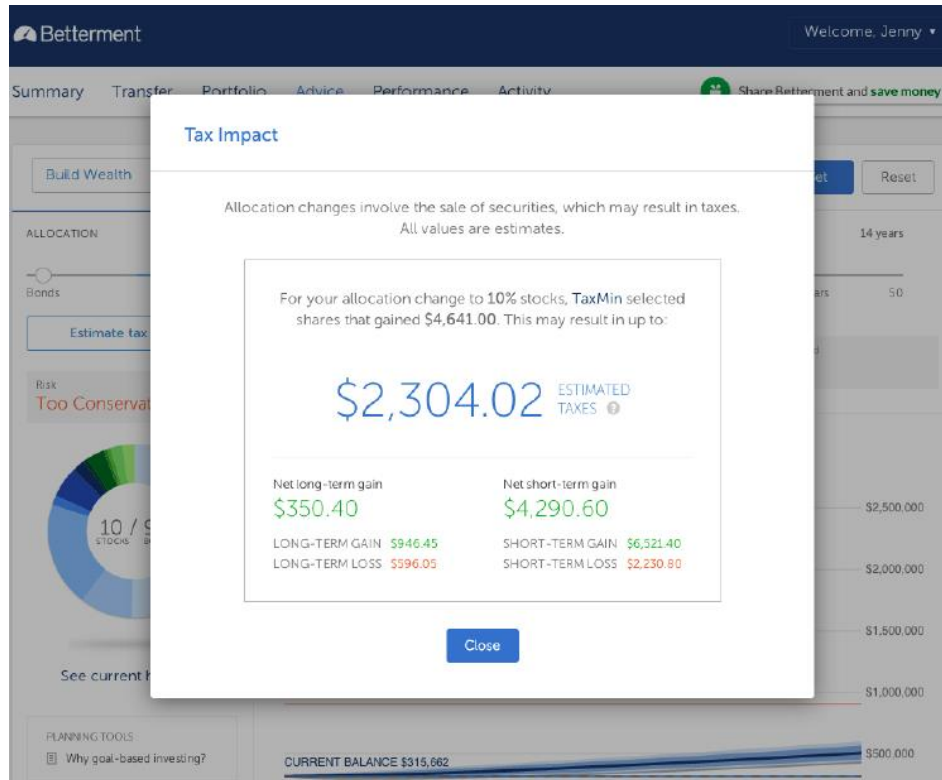 Betterment
Welcome, Jenny
Summary Transfer Portfolio Advice Performance Activity
Share Betterment and save money
Tax Impact
Build Wealth
Reset
Allocation changes involve the sale of securities, which may result in taxes.
All values are estimates.
ALLOCATION
14 years
Bonds
50
For your allocation change to 10% stocks, TaxMin selected
shares that gained $4,641.00. This may result in up to:
Estimate tax
Risk
Too
$2,304.02 ESTIMATED
TAXES
Net long-term gain
$350.40
LONG-TERM GAIN $946.45
LONG-TERM LOSS $596.05
Net short-term gain
$4,290.60
SHORT-TERM GAIN $6,521.40
SHORT-TERM LOSS $2,230.80
10 /
STOCKS
$2,500,000
$2,000,000
$1,500,000
$1,000,000
$500,000
Close
See current
PLANNING TOOLS
Why goal-based investing?
CURRENT BALANCE $315,662